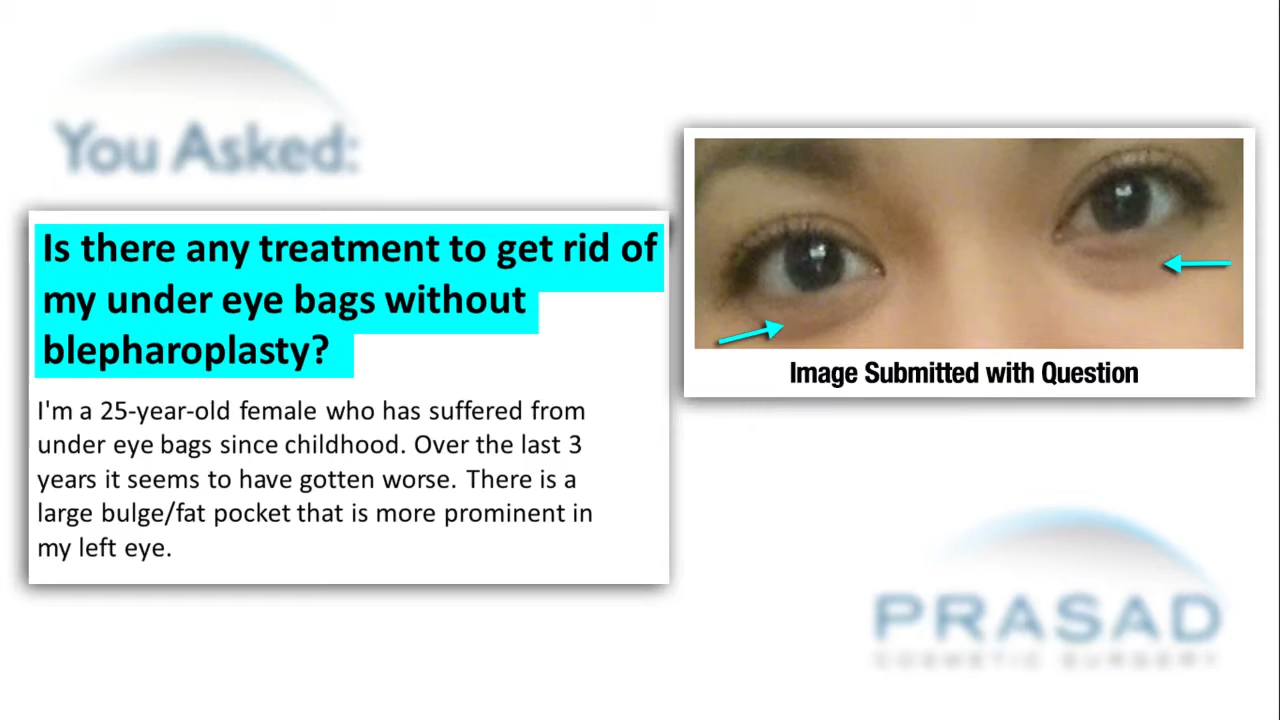 You Asked:
Is there any treatment to get rid of
my under eye bags without
blepharoplasty?
I'm a 25-year-old female who has suffered from
under eye bags since childhood. Over the last 3
years it seems to have gotten worse. There is a
large bulge/fat pocket that is more prominent in
my left eye.
Image Submitted with Question
PRASAD
COSMETIC SURGERY